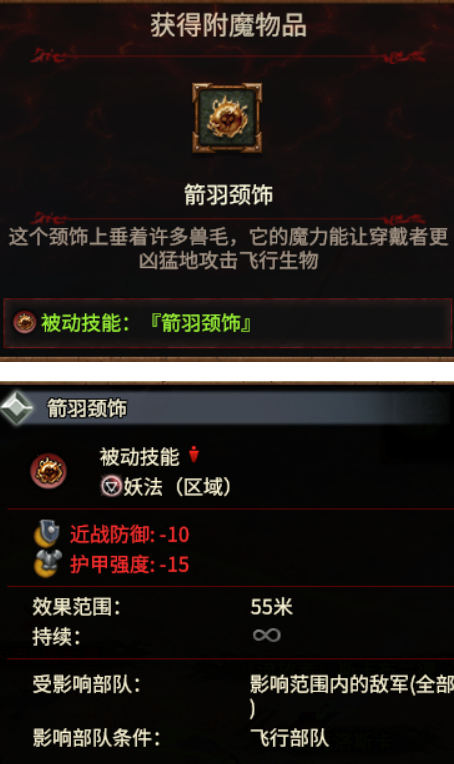 获得附魔物品
箭羽颈饰
这个颈饰上垂着许多兽毛，它的魔力能让穿戴者更
凶猛地攻击飞行生物
被动技能：『箭羽颈饰』
箭羽颈饰
被动技能
妖法（区域）
近战防御: -10
护甲强度: -15
效果范围： 55米
持续： ∞
受影响部队： 影响范围内的敌军(全部
)
影响部队条件： 飞行部队